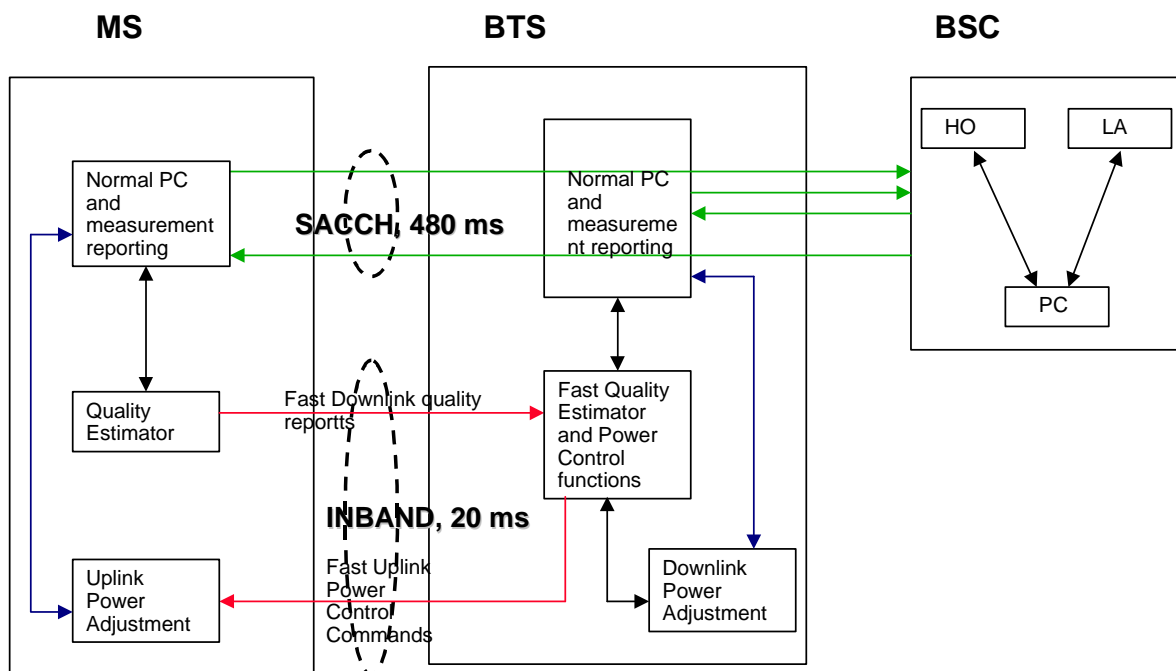 MS
BTS
BSC
HO
LA
Normal PC
and
measurement
reporting
Normal PC
and
measureme
nt reporting
SACCH, 480 ms
PC
Quality
Estimator
Fast Downlink quality
reportts
Fast Quality
Estimator
and Power
Control
functions
INBAND, 20 ms
Uplink
Power
Adjustment
Fast Uplink
Power
Control
Commands
Downlink
Power
Adjustment